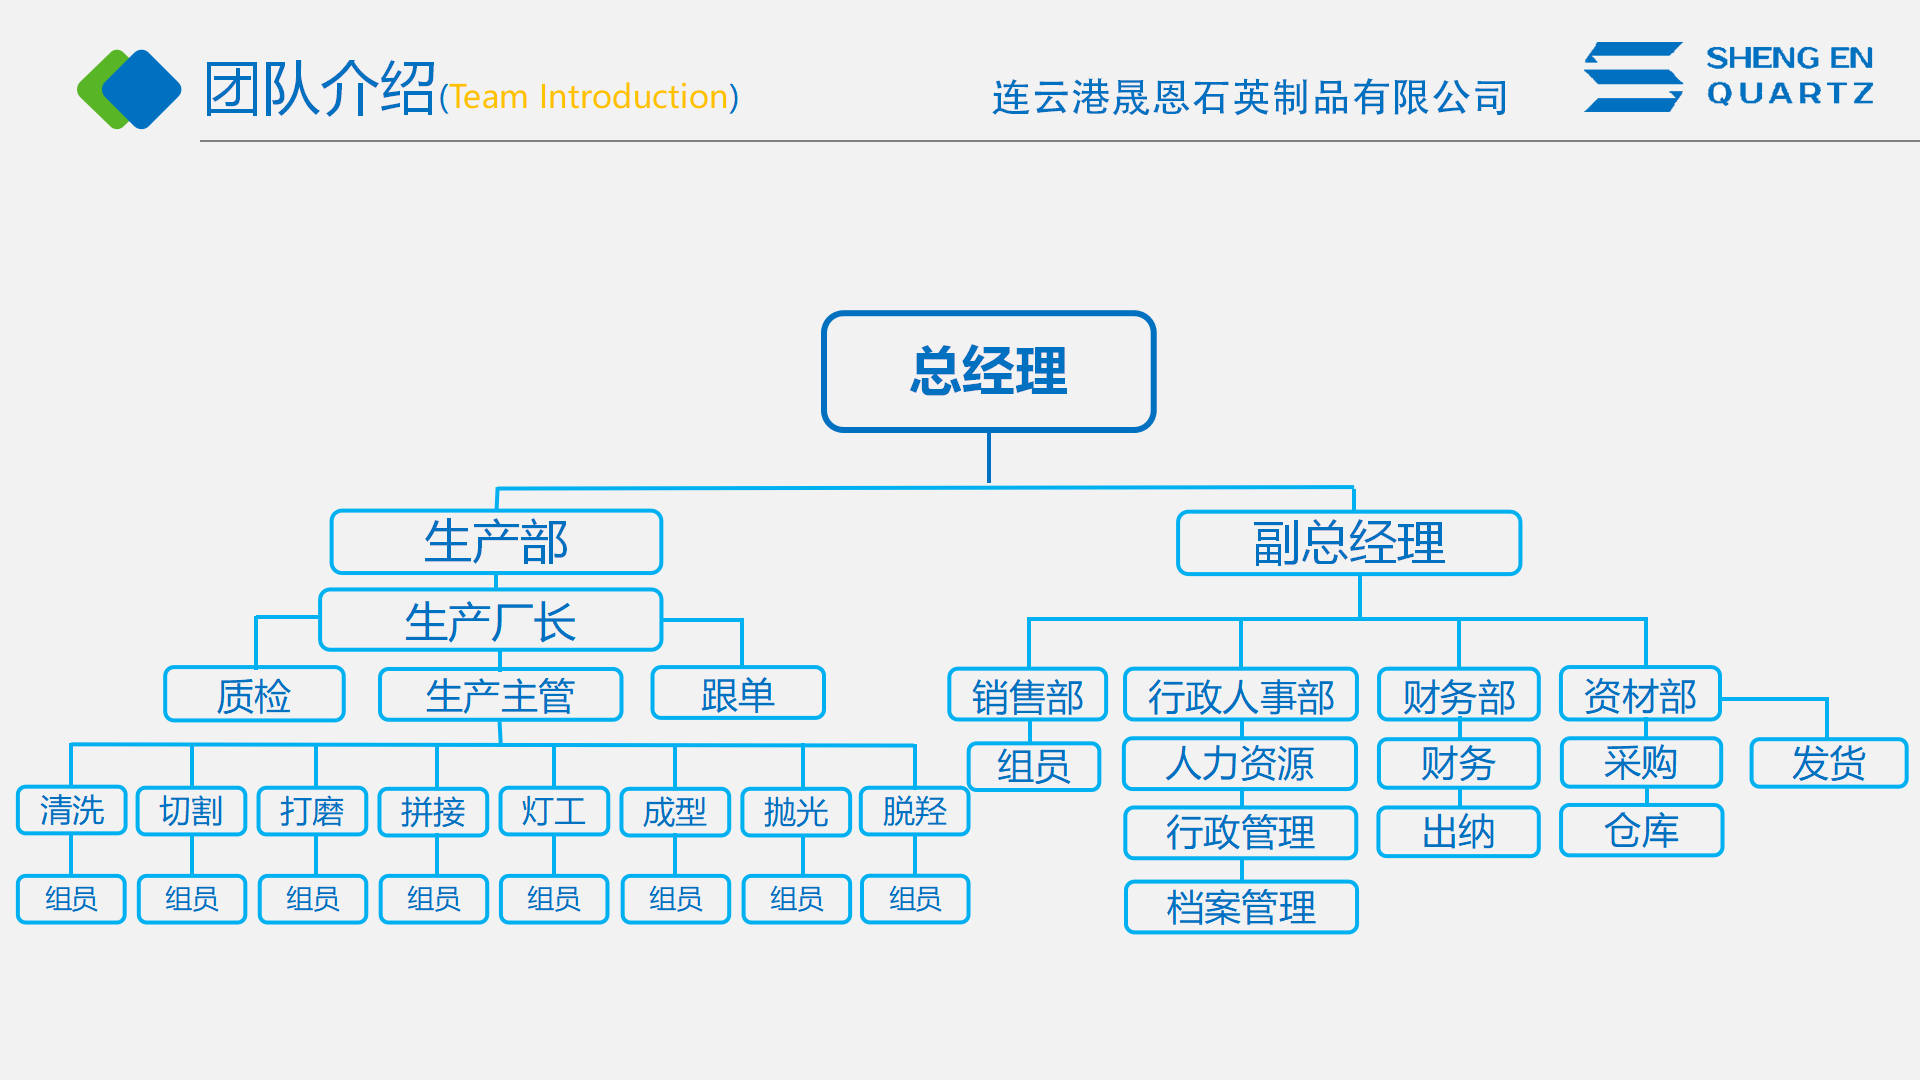 团队介绍(Team Introduction)
连云港晟恩石英制品有限公司
SHENG EN
QUARTZ
总经理
生产部
副总经理
生产厂长
质检
生产主管
跟单
销售部
行政人事部
财务部
资材部
组员
人力资源
财务
采购
发货
清洗
切割
打磨
拼接
灯工
成型
抛光
脱羟
行政管理
出纳
仓库
组员
组员
组员
组员
组员
组员
组员
组员
档案管理